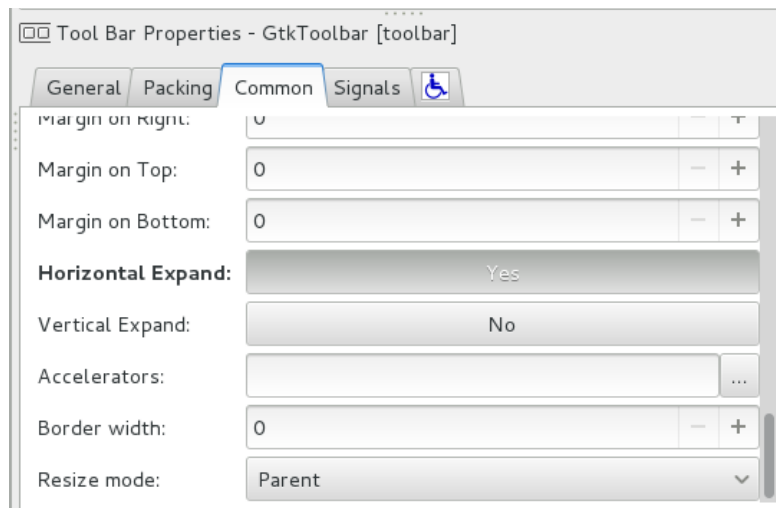 Tool Bar Properties - GtkToolbar [toolbar]
General Packing Common Signals
Margin on Right: 0
Margin on Top: 0
Margin on Bottom: 0
Horizontal Expand: Yes
Vertical Expand: No
Accelerators: ...
Border width: 0
Resize mode: Parent